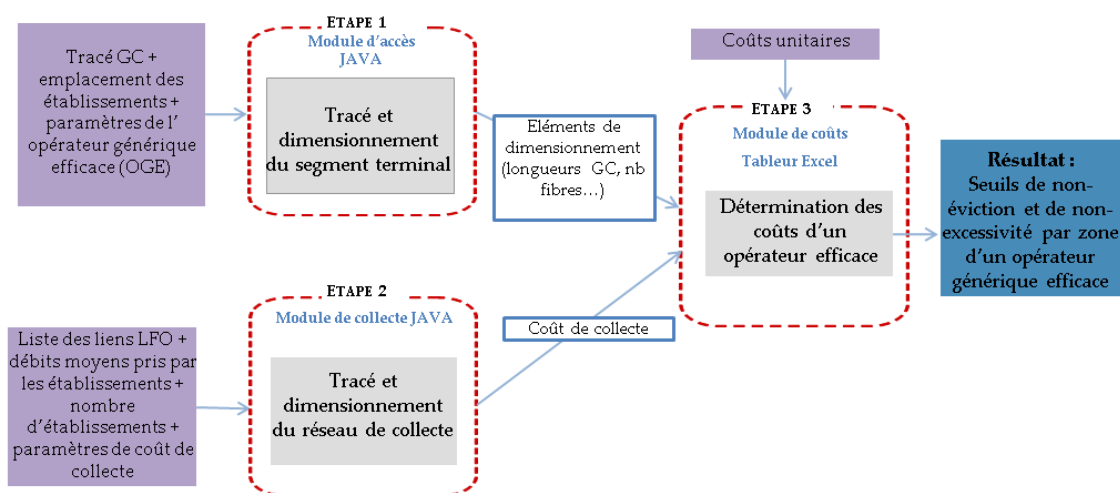 Tracé GC +
emplacement des
établissements +
paramètres de l'
opérateur générique
efficace (OGE)
ETAPE 1
Module d'accès
JAVA
Tracé et
dimensionnement
du segment terminal
Eléments de
dimensionnement
(longueurs GC, nb
fibres…)
Coûts unitaires
ETAPE 3
Module de coûts
Tableur Excel
Détermination des
coûts d'un
opérateur efficace
Résultat :
Seuils de non-
éviction et de non-
excessivité par zone
d'un opérateur
générique efficace
Liste des liens LFO +
débits moyens pris par
les établissements +
nombre
d'établissements +
paramètres de coût de
collecte
ETAPE 2
Module de collecte JAVA
Tracé et
dimensionnement
du réseau de collecte
Coût de collecte